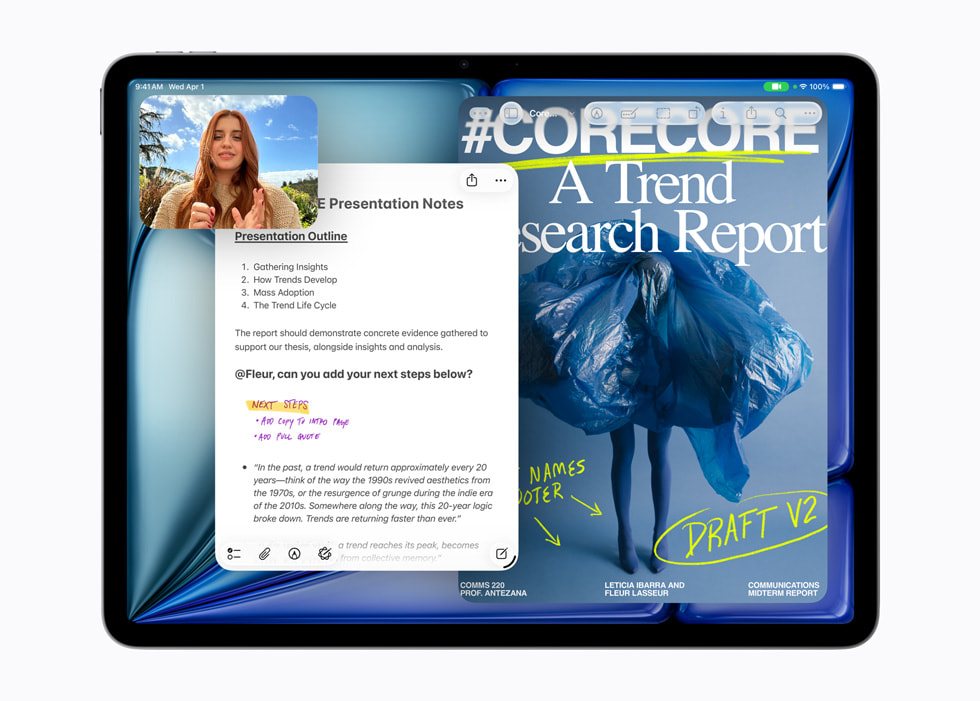 9:41 AM Wed Apr 1
100%
Core...
#CORECORE
A Trend
esearch Report
E Presentation Notes
Presentation Outline
1. Gathering Insights
2. How Trends Develop
3. Mass Adoption
4. The Trend Life Cycle
The report should demonstrate concrete evidence gathered to
support our thesis, alongside insights and analysis.
@Fleur, can you add your next steps below?
NEXT STEPS
• ADD COPY TO INTRO PAGE
• ADD PULL QUOTE
• “In the past, a trend would return approximately every 20
years—think of the way the 1990s revived aesthetics from
the 1970s, or the resurgence of grunge during the indie era
of the 2010s. Somewhere along the way, this 20-year logic
broke down. Trends are returning faster than ever.”
a trend reaches its peak, becomes
from collective memory.”
NAMES
OOTER
DRAFT V2
COMMS 220
PROF. ANTEZANA
LETICIA IBARRA AND
FLEUR LASSEUR
COMMUNICATIONS
MIDTERM REPORT